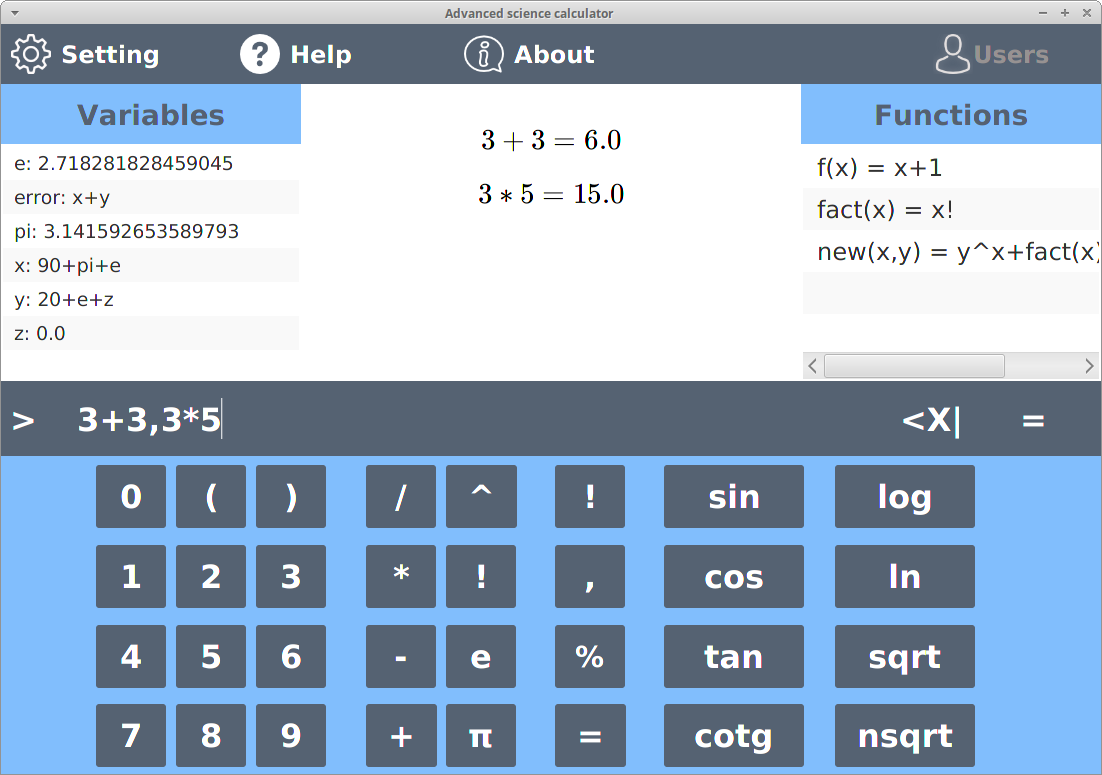 Advanced science calculator
Setting Help About Users
Variables
e: 2.718281828459045
error: x+y
pi: 3.141592653589793
x: 90+pi+e
y: 20+e+z
z: 0.0
3 + 3 = 6.0
3 ∗ 5 = 15.0
Functions
f(x) = x+1
fact(x) = x!
new(x,y) = y^x+fact(x)
> 3+3,3*5 <X| =
0 ( ) / ^ ! sin log
1 2 3 * ! , cos ln
4 5 6 - e % tan sqrt
7 8 9 + π = cotg nsqrt